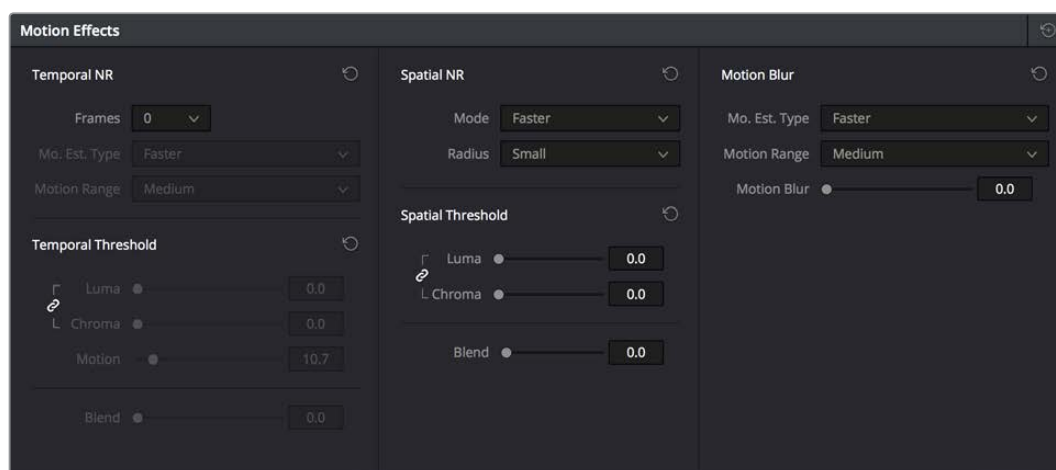 Motion Effects
Temporal NR
Frames 0
Mo. Est. Type Faster
Motion Range Medium
Temporal Threshold
Luma 0.0
Chroma 0.0
Motion 10.7
Blend 0.0
Spatial NR
Mode Faster
Radius Small
Spatial Threshold
Luma 0.0
Chroma 0.0
Blend 0.0
Motion Blur
Mo. Est. Type Faster
Motion Range Medium
Motion Blur 0.0